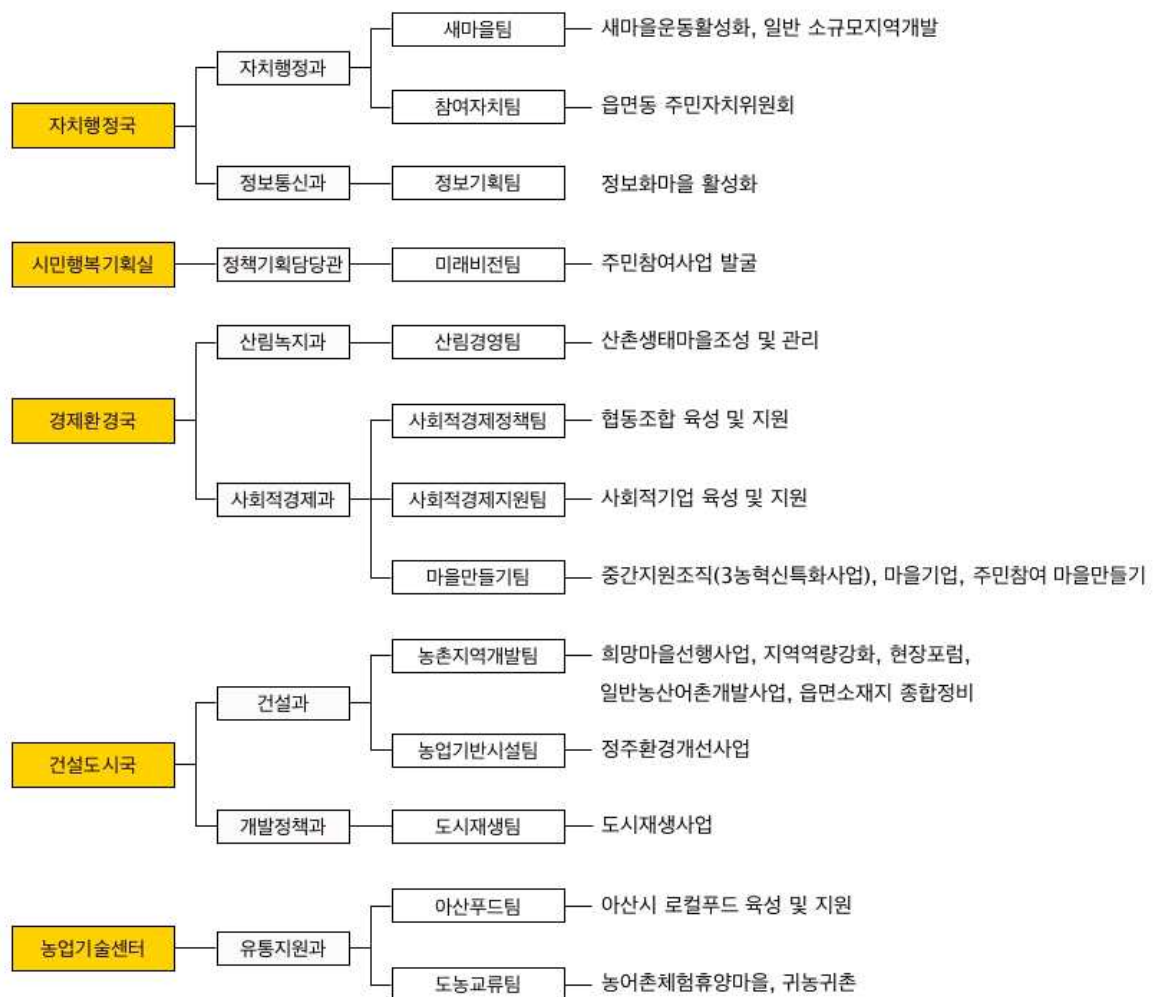 새마을팀 새마을운동활성화, 일반 소규모지역개발
자치행정과
참여자치팀 읍면동 주민자치위원회
자치행정국
정보통신과 정보기획팀 정보화마을 활성화
시민행복기획실 정책기획담당관 미래비전팀 주민참여사업 발굴
산림녹지과 산림경영팀 산촌생태마을조성 및 관리
경제환경국
사회적경제정책팀 협동조합 육성 및 지원
사회적경제과 사회적경제지원팀 사회적기업 육성 및 지원
마을만들기팀 중간지원조직(3농혁신특화사업), 마을기업, 주민참여 마을만들기
농촌지역개발팀 희망마을선행사업, 지역역량강화, 현장포럼,
일반농산어촌개발사업, 읍면소재지 종합정비
건설과
농업기반시설팀 정주환경개선사업
건설도시국
개발정책과 도시재생팀 도시재생사업
아산푸드팀 아산시 로컬푸드 육성 및 지원
농업기술센터 유통지원과
도농교류팀 농어촌체험휴양마을, 귀농귀촌